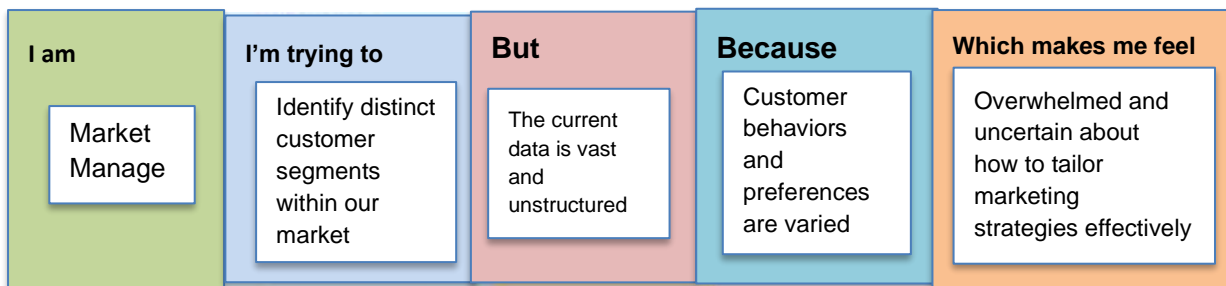 I am
Market
Manage
I'm trying to
Identify distinct
customer
segments
within our
market
But
The current
data is vast
and
unstructured
Because
Customer
behaviors
and
preferences
are varied
Which makes me feel
Overwhelmed and
uncertain about
how to tailor
marketing
strategies effectively